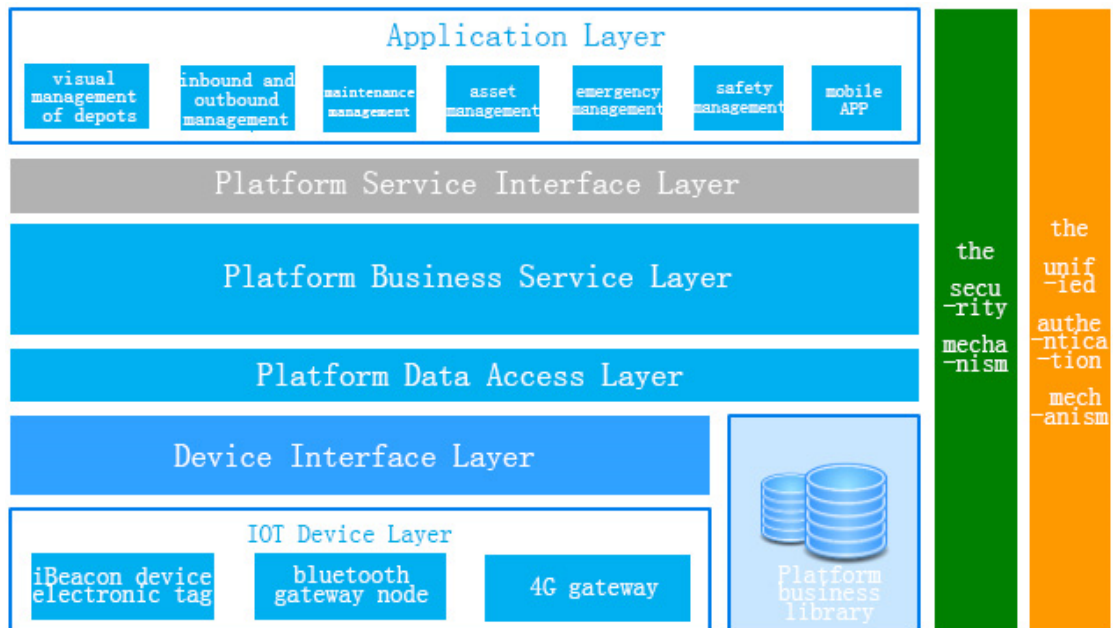 Application Layer
visual
management
of depots
inbound and
outbound
management
maintenance
management
asset
management
emergency
management
safety
management
mobile
APP
Platform Service Interface Layer
Platform Business Service Layer
Platform Data Access Layer
Device Interface Layer
IOT Device Layer
iBeacon device
electronic tag
bluetooth
gateway node
4G gateway
Platform
business
library
the
secu
-rity
mecha
-nism
the
unif
-ied
authe
-ntica
-tion
mech
-anism